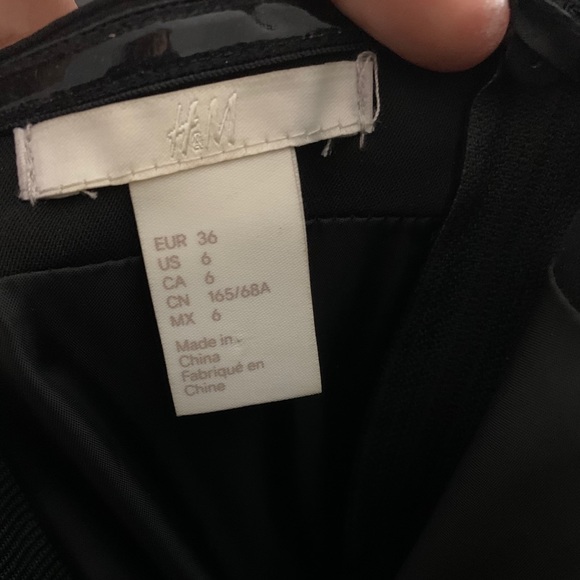 H&M
EUR 36
US 6
CA 6
CN 165/68A
MX 6
Made in
China
Fabriqué en
Chine